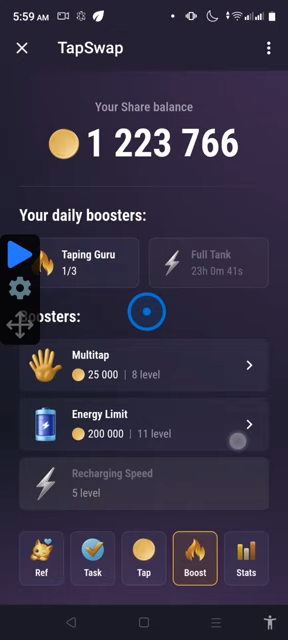 5:59 AM
TapSwap
Your Share balance
1 223 766
Your daily boosters:
Taping Guru
1/3
Full Tank
23h 0m 41s
Boosters:
Multitap
25 000 | 8 level
Energy Limit
200 000 | 11 level
Recharging Speed
5 level
Ref
Task
Tap
Boost
Stats